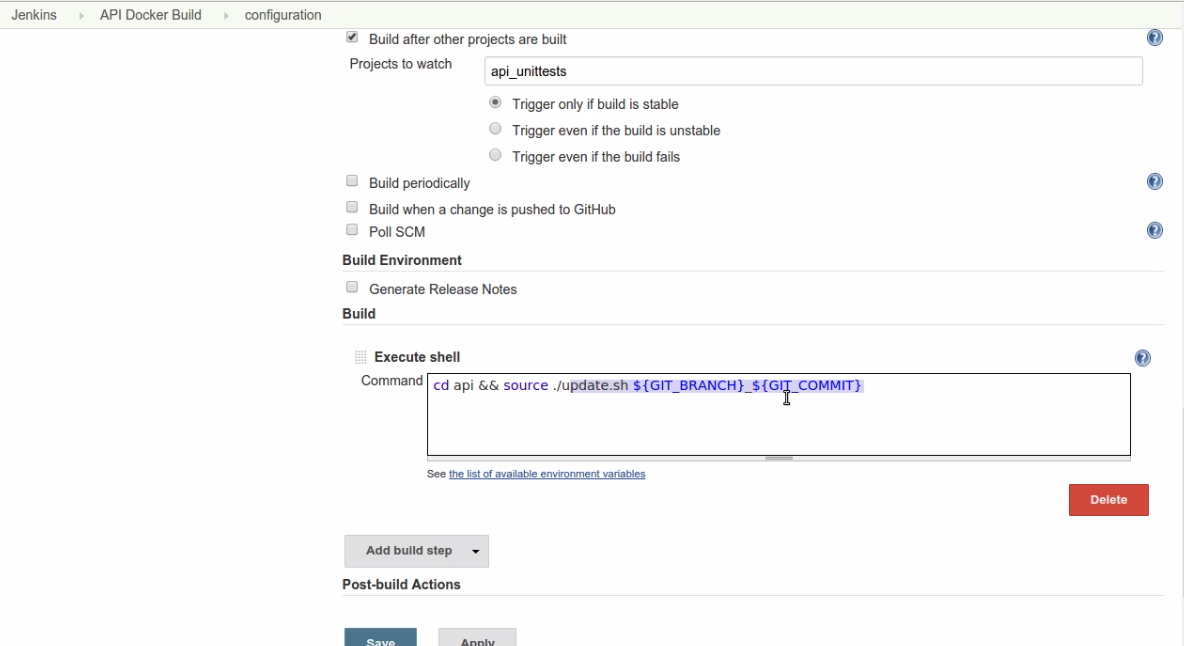 Jenkins API Docker Build configuration
Build after other projects are built
Projects to watch api_unittests
Trigger only if build is stable
Trigger even if the build is unstable
Trigger even if the build fails
Build periodically
Build when a change is pushed to GitHub
Poll SCM
Build Environment
Generate Release Notes
Build
Execute shell
Command cd api && source ./update.sh ${GIT_BRANCH}_${GIT_COMMIT}
See the list of available environment variables
Delete
Add build step
Post-build Actions
Save Apply